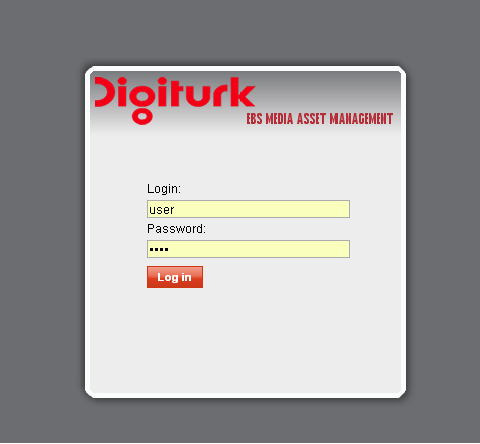 Digiturk
EBS MEDIA ASSET MANAGEMENT
Login:
user
Password:
••••
Log in